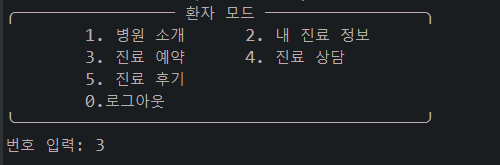 환자 모드
1. 병원 소개 2. 내 진료 정보
3. 진료 예약 4. 진료 상담
5. 진료 후기
0.로그아웃
번호 입력: 3